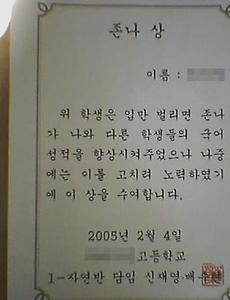 존나 상
이름 :
위 학생은 입만 벌리면 존나
가 나와 다른 학생들의 국어
성적을 향상시켜주었으나 나중
에는 이를 고치려 노력하였기
에 이 상을 수여합니다.
2005년 2월 4일
고등학교
1-자연반 담임 신재영·배